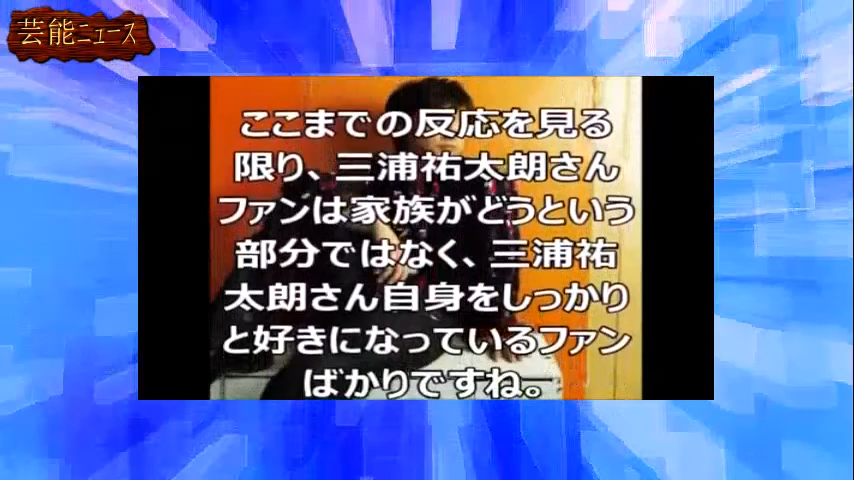 芸能ニュース
ここまでの反応を見る
限り、三浦祐太朗さん
ファンは家族がどうという
部分ではなく、三浦祐
太朗さん自身をしっかり
と好きになっているファン
ばかりですね。